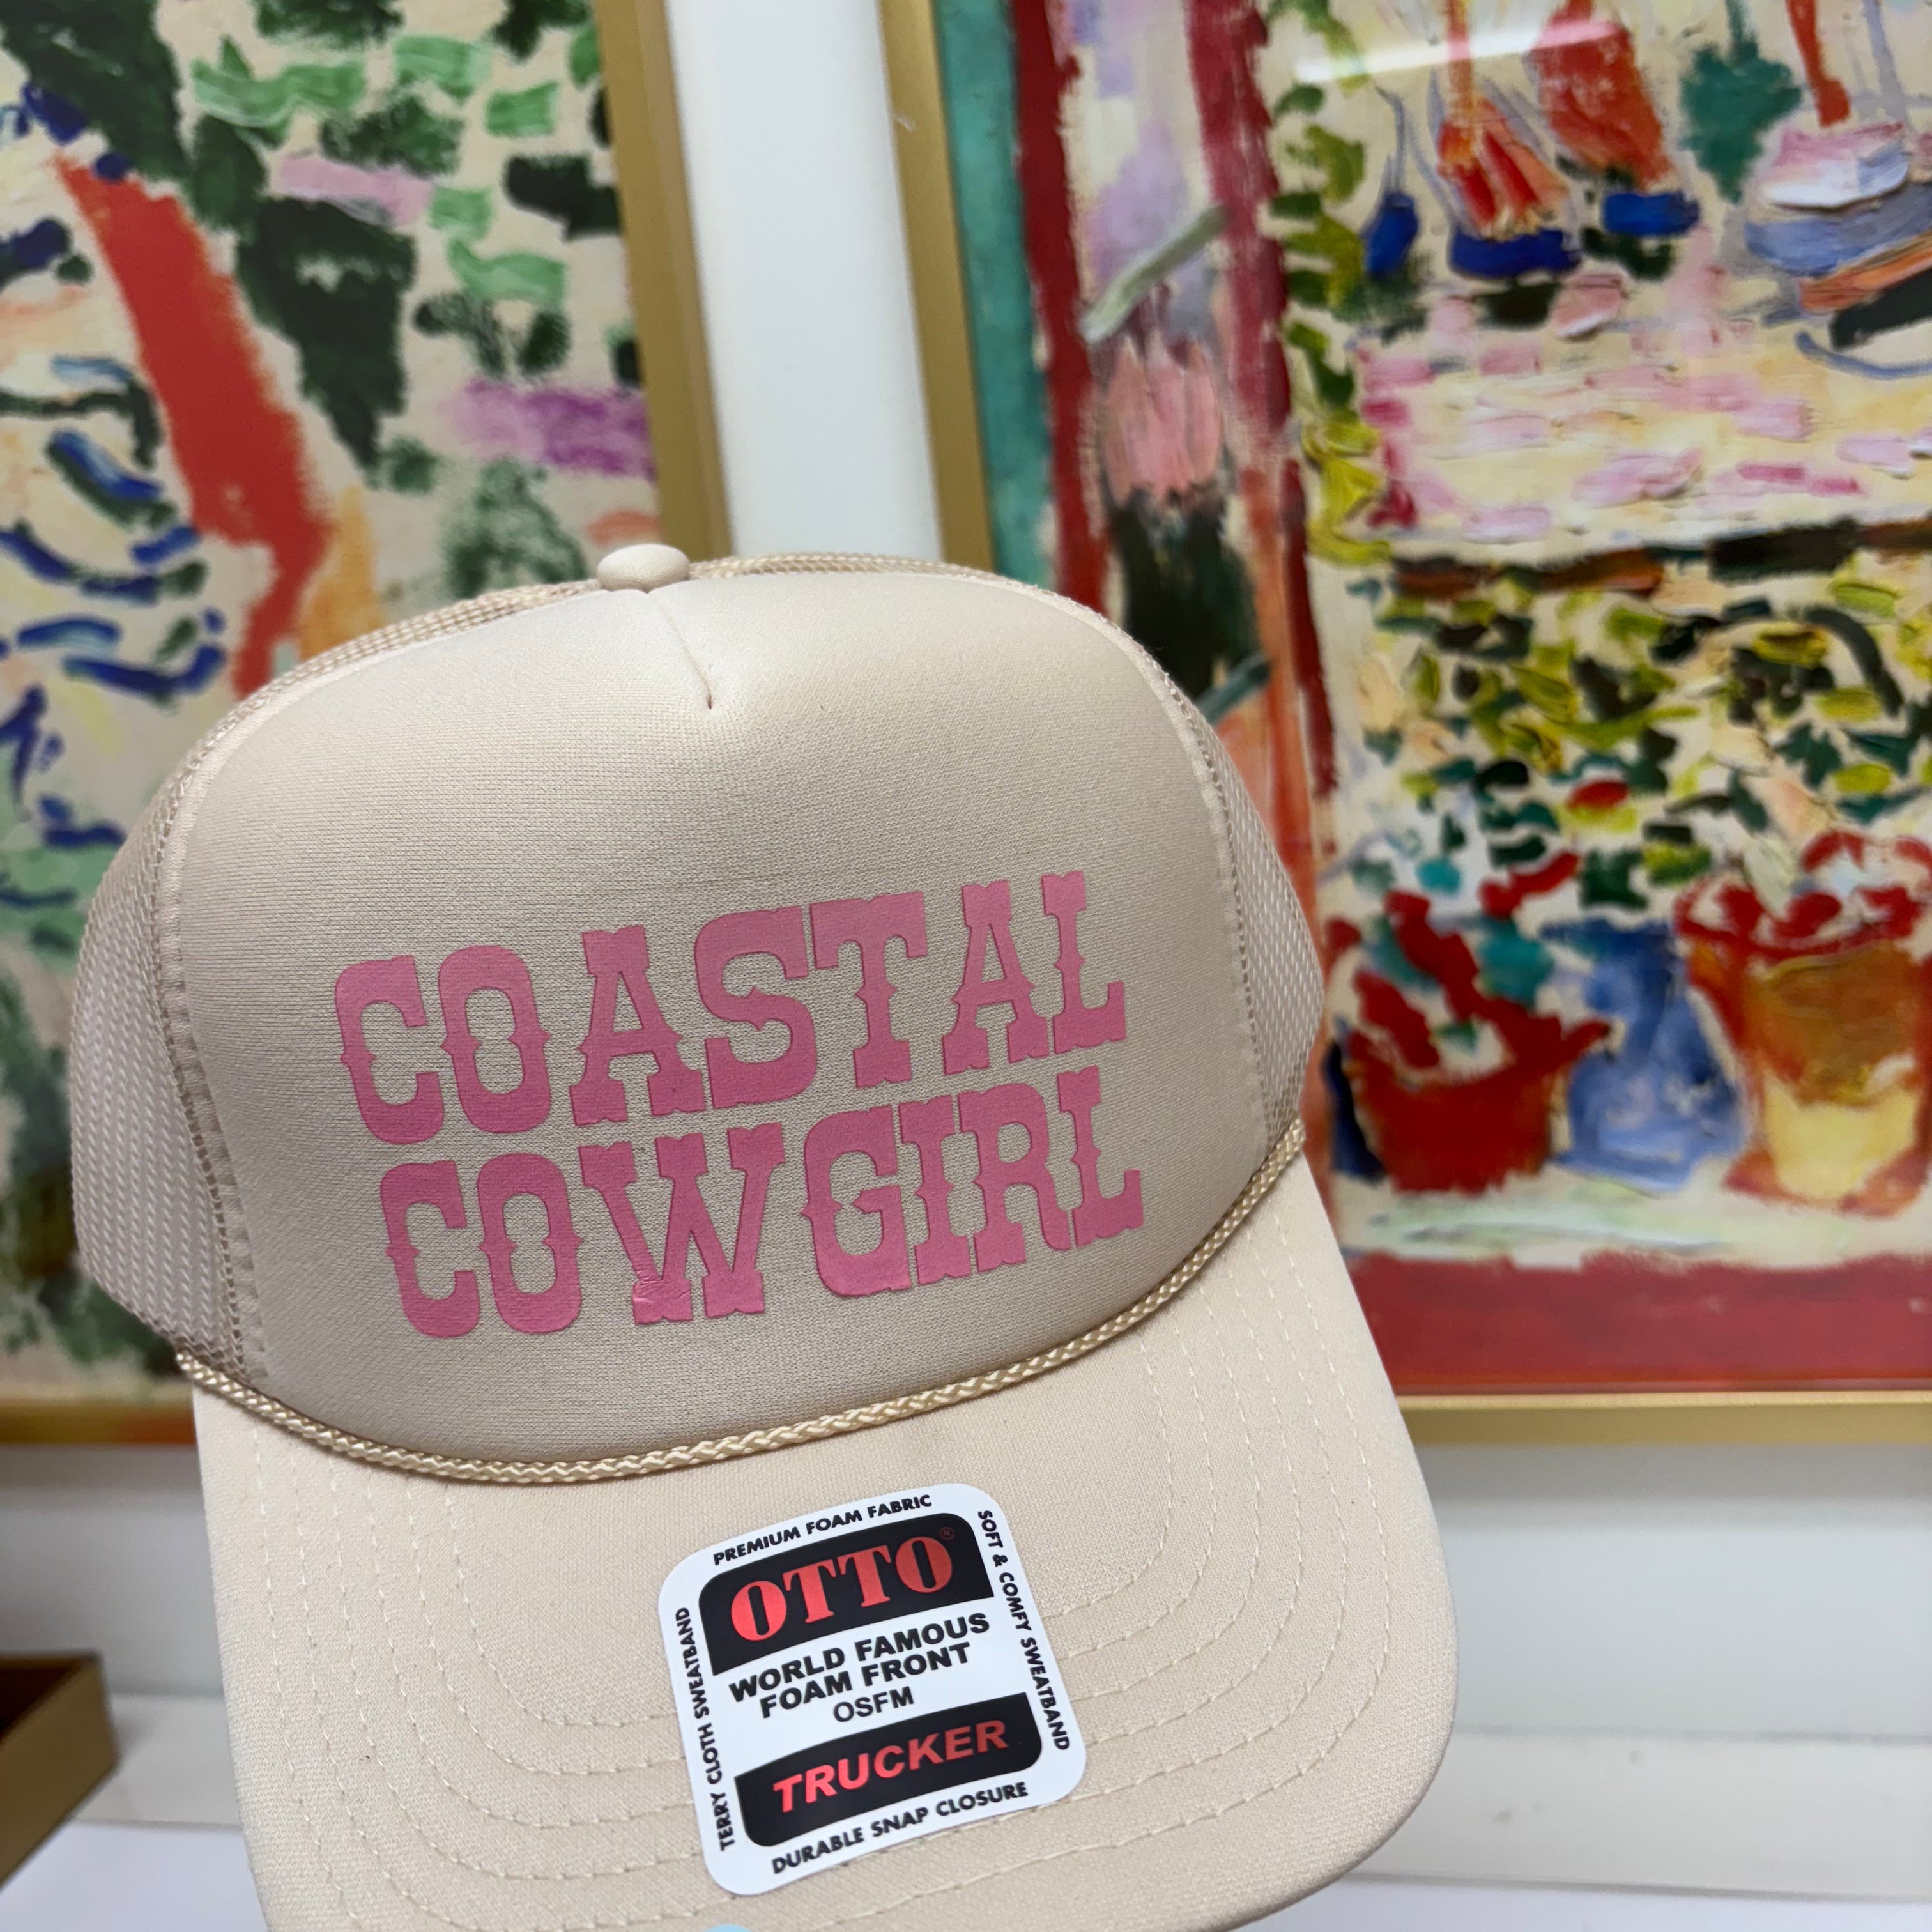 COASTAL
COWGIRL
PREMIUM FOAM FABRIC
OTTO®
WORLD FAMOUS
FOAM FRONT
OSFM
TRUCKER
DURABLE SNAP CLOSURE
TERRY CLOTH SWEATBAND
SOFT & COMFY SWEATBAND